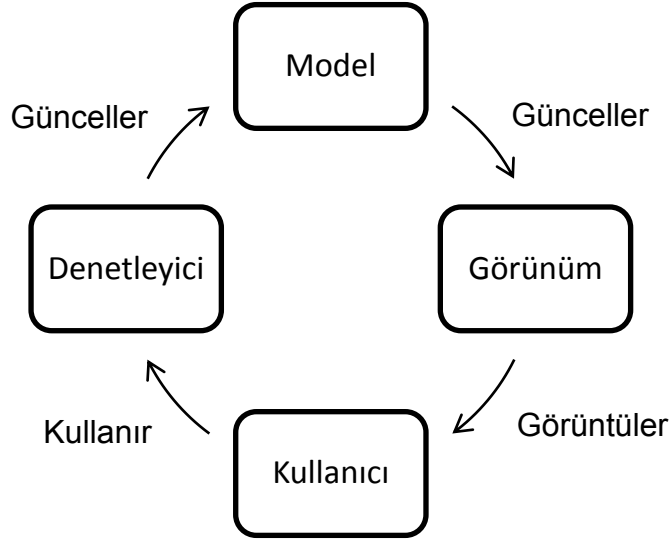 Model
Günceller
Günceller
Denetleyici
Görünüm
Kullanır
Görüntüler
Kullanıcı